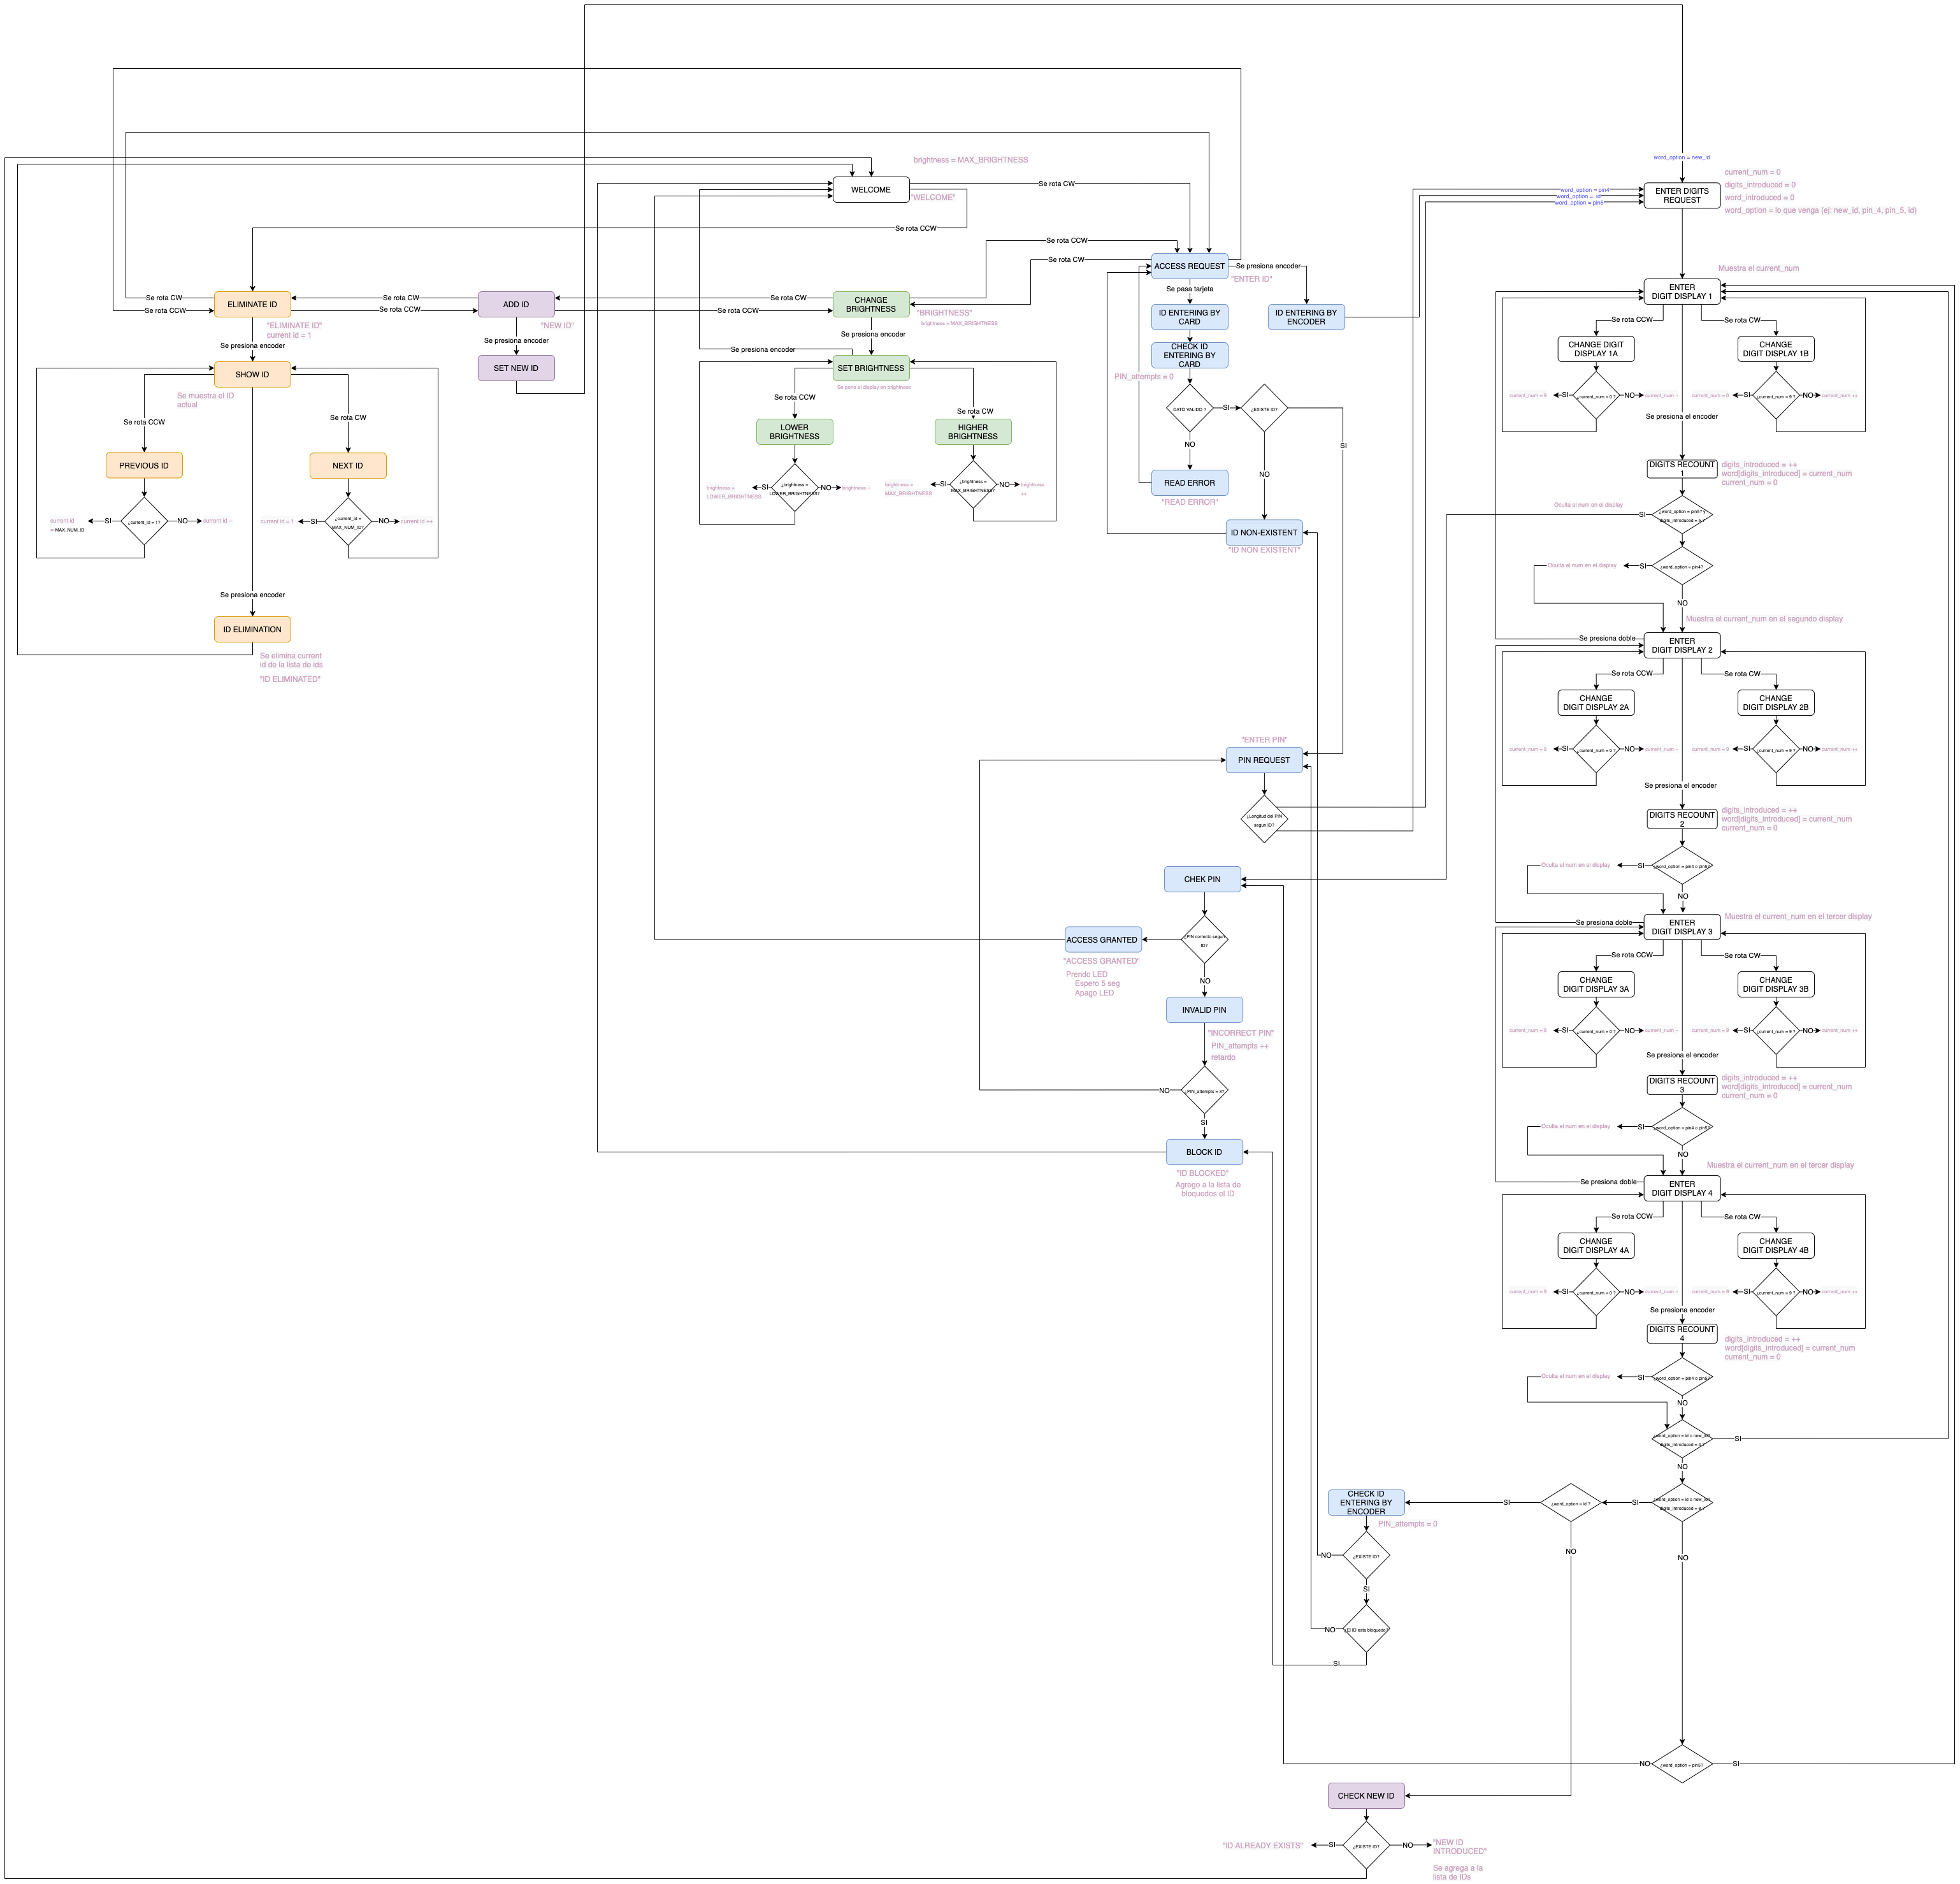 brightness = MAX_BRIGHTNESS
WELCOME
"WELCOME"
Se rota CW
Se rota CCW
word_option = new_id
ENTER DIGITS
REQUEST
current_num = 0
digits_introduced = 0
word_introduced = 0
word_option = lo que venga (ej: new_id, pin_4, pin_5, id)
word_option = pin4
word_option =
word_option = pin5
Se rota CCW
Se rota CW
ACCESS REQUEST
"ENTER ID"
Se presiona encoder
Se pasa tarjeta
Se rota CW
Se rota CCW
ELIMINATE ID
"ELIMINATE ID"
current id = 1
Se rota CW
Se rota CCW
ADD ID
"NEW ID"
Se rota CW
Se rota CCW
CHANGE
BRIGHTNESS
"BRIGHTNESS"
brightness = MAX_BRIGHTNESS
ID ENTERING BY
CARD
ID ENTERING BY
ENCODER
Se presiona encoder
SHOW ID
Se muestra el ID
actual
Se presiona encoder
SET NEW ID
Se presiona encoder
Se presiona encoder
SET BRIGHTNESS
Se pone el display en brightness
CHECK ID
ENTERING BY
CARD
PIN_attempts = 0
DATO VALIDO ?
SI
¿EXISTE ID?
NO
READ ERROR
"READ ERROR"
NO
SI
ID NON-EXISTENT
"ID NON EXISTENT"
Se rota CCW
Se rota CW
PREVIOUS ID
NEXT ID
¿current_id = 1?
SI
current id
= MAX_NUM_ID
NO
current id --
¿current_id =
MAX_NUM_ID?
SI
current id = 1
NO
current id ++
Se presiona encoder
ID ELIMINATION
Se elimina current
id de la lista de ids
"ID ELIMINATED"
Se rota CCW
Se rota CW
LOWER
BRIGHTNESS
HIGHER
BRIGHTNESS
¿brightness =
LOWER_BRIGHTNESS?
SI
brightness =
LOWER_BRIGHTNESS
NO
brightness --
¿brightness =
MAX_BRIGHTNESS?
SI
brightness =
MAX_BRIGHTNESS
NO
brightness
++
"ENTER PIN"
PIN REQUEST
¿Longitud del PIN
segun ID?
CHEK PIN
¿PIN correcto segun
ID?
ACCESS GRANTED
"ACCESS GRANTED"
Prendo LED
Espero 5 seg
Apago LED
NO
INVALID PIN
"INCORRECT PIN"
PIN_attempts ++
retardo
¿PIN_attempts = 3?
NO
SI
BLOCK ID
"ID BLOCKED"
Agrego a la lista de
bloquedos el ID
Muestra el current_num
ENTER
DIGIT DISPLAY 1
Se rota CCW
Se rota CW
CHANGE DIGIT
DISPLAY 1A
CHANGE
DIGIT DISPLAY 1B
current_num = 9
SI
¿current_num = 0 ?
NO
current_num --
current_num = 0
SI
¿current_num = 9 ?
NO
current_num ++
Se presiona el encoder
DIGITS RECOUNT
1
digits_introduced = ++
word[digits_introduced] = current_num
current_num = 0
Oculta el num en el display
SI
¿word_option = pin5? y
digits_introduced = 5 ?
¿word_option = pin4?
SI
Oculta el num en el display
NO
Muestra el current_num en el segundo display
Se presiona doble
ENTER
DIGIT DISPLAY 2
Se rota CCW
Se rota CW
CHANGE
DIGIT DISPLAY 2A
CHANGE
DIGIT DISPLAY 2B
current_num = 9
SI
¿current_num = 0 ?
NO
current_num --
current_num = 0
SI
¿current_num = 9 ?
NO
current_num ++
Se presiona el encoder
DIGITS RECOUNT
2
digits_introduced = ++
word[digits_introduced] = current_num
current_num = 0
Oculta el num en el display
SI
¿word_option = pin4 o pin5?
NO
Se presiona doble
Muestra el current_num en el tercer display
ENTER
DIGIT DISPLAY 3
Se rota CCW
Se rota CW
CHANGE
DIGIT DISPLAY 3A
CHANGE
DIGIT DISPLAY 3B
current_num = 9
SI
¿current_num = 0 ?
NO
current_num --
current_num = 0
SI
¿current_num = 9 ?
NO
current_num ++
Se presiona el encoder
DIGITS RECOUNT
3
digits_introduced = ++
word[digits_introduced] = current_num
current_num = 0
Oculta el num en el display
SI
¿word_option = pin4 o pin5?
NO
Muestra el current_num en el tercer display
Se presiona doble
ENTER
DIGIT DISPLAY 4
Se rota CCW
Se rota CW
CHANGE
DIGIT DISPLAY 4A
CHANGE
DIGIT DISPLAY 4B
current_num = 9
SI
¿current_num = 0 ?
NO
current_num --
current_num = 0
SI
¿current_num = 9 ?
NO
current_num ++
Se presiona encoder
DIGITS RECOUNT
4
digits_introduced = ++
word[digits_introduced] = current_num
current_num = 0
Oculta el num en el display
SI
¿word_option = pin4 o pin5?
NO
¿word_option = id o new_id?
digits_introduced = 4 ?
SI
NO
¿word_option = id o new_id?
digits_introduced = 8 ?
SI
¿word_option = id ?
SI
CHECK ID
ENTERING BY
ENCODER
PIN_attempts = 0
NO
NO
¿EXISTE ID?
NO
SI
¿El ID esta bloquedo?
NO
SI
¿word_option = pin5?
NO
SI
CHECK NEW ID
¿EXISTE ID?
SI
"ID ALREADY EXISTS"
NO
"NEW ID
INTRODUCED"
Se agrega a la
lista de IDs